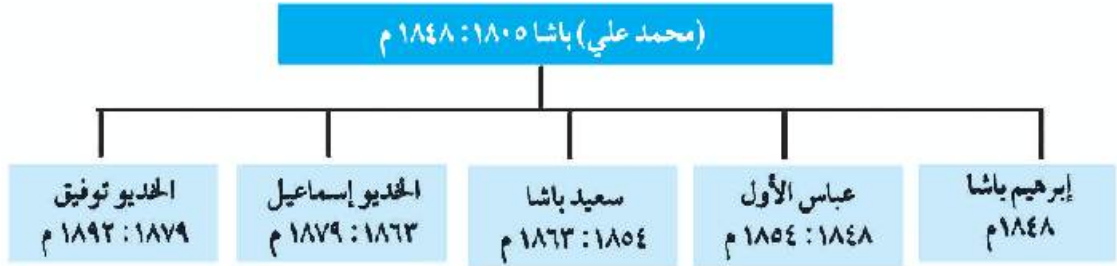 (محمد علي) باشا ١٨٠٥ : ١٨٤٨ م
إبرهيم باشا
١٨٤٨م
عباس الأول
١٨٤٨ : ١٨٥٤ م
سعيد باشا
١٨٥٤ : ١٨٦٣ م
الخديو إسماعيل
١٨٦٣ : ١٨٧٩ م
الخديو توفيق
١٨٧٩ : ١٨٩٢ م